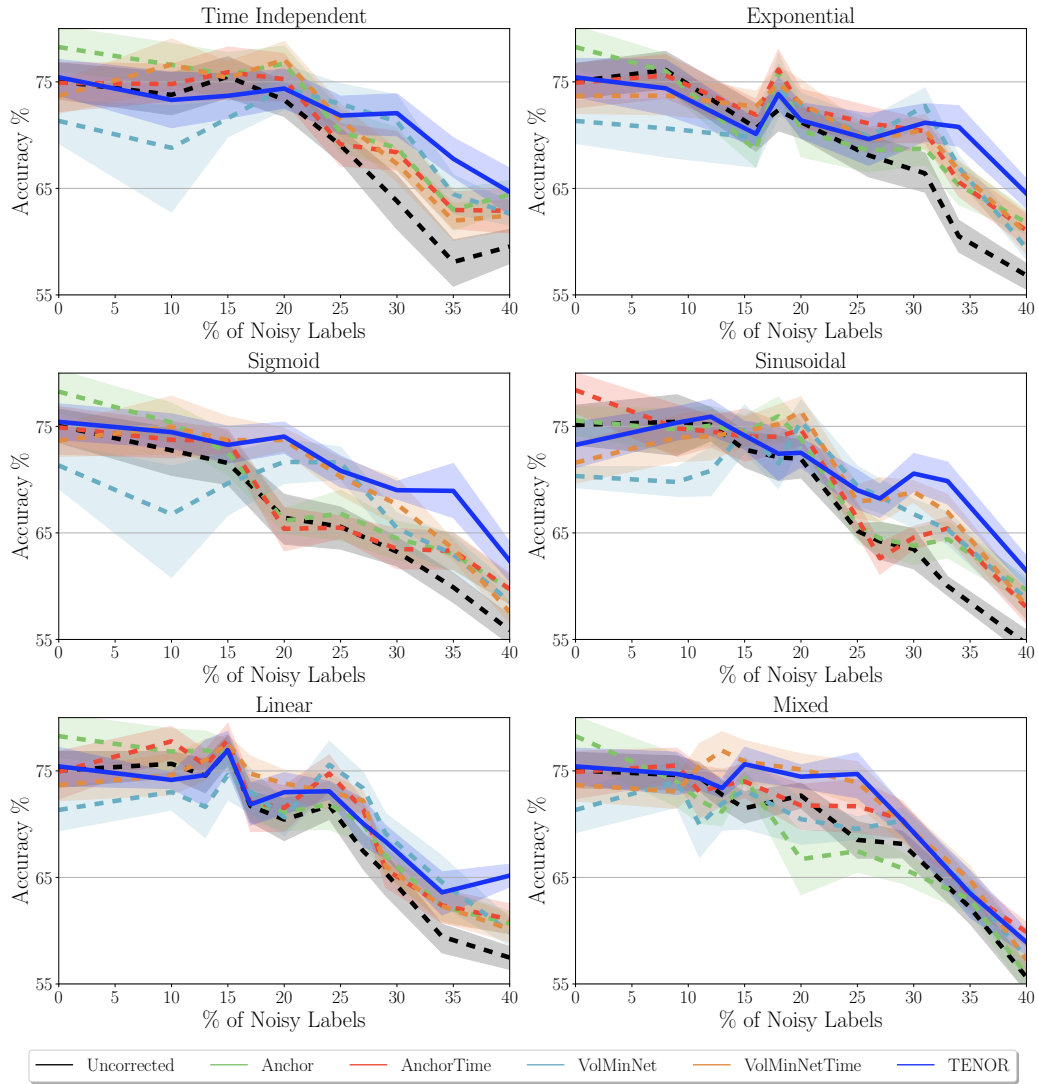 Time Independent
Exponential
75
65
55
Accuracy %
0 5 10 15 20 25 30 35 40
% of Noisy Labels
75
65
55
Accuracy %
0 5 10 15 20 25 30 35 40
% of Noisy Labels
Sigmoid
Sinusoidal
75
65
55
Accuracy %
0 5 10 15 20 25 30 35 40
% of Noisy Labels
75
65
55
Accuracy %
0 5 10 15 20 25 30 35 40
% of Noisy Labels
Linear
Mixed
75
65
55
Accuracy %
0 5 10 15 20 25 30 35 40
% of Noisy Labels
75
65
55
Accuracy %
0 5 10 15 20 25 30 35 40
% of Noisy Labels
Uncorrected Anchor AnchorTime VolMinNet VolMinNetTime TENOR